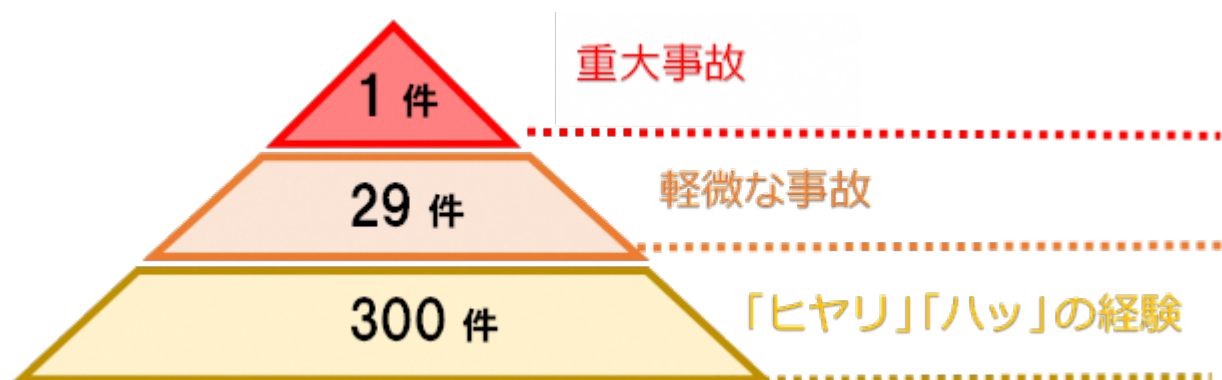 1 件
重大事故
29 件
軽微な事故
300 件
「ヒヤリ」「ハッ」の経験